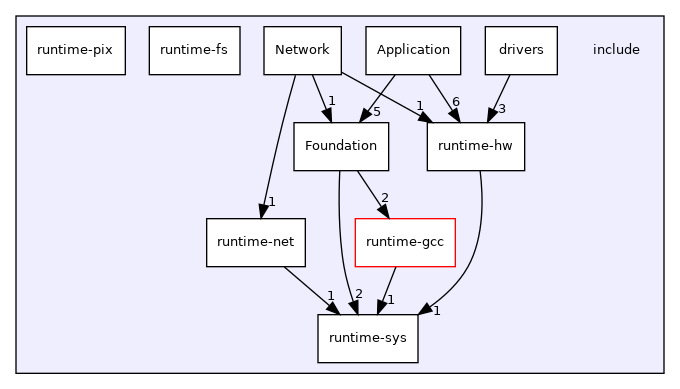 runtime-pix
runtime-fs
Network
Application
drivers
include
1
5
1
6
3
Foundation
runtime-hw
1
2
runtime-net
runtime-gcc
1
2
1
1
runtime-sys